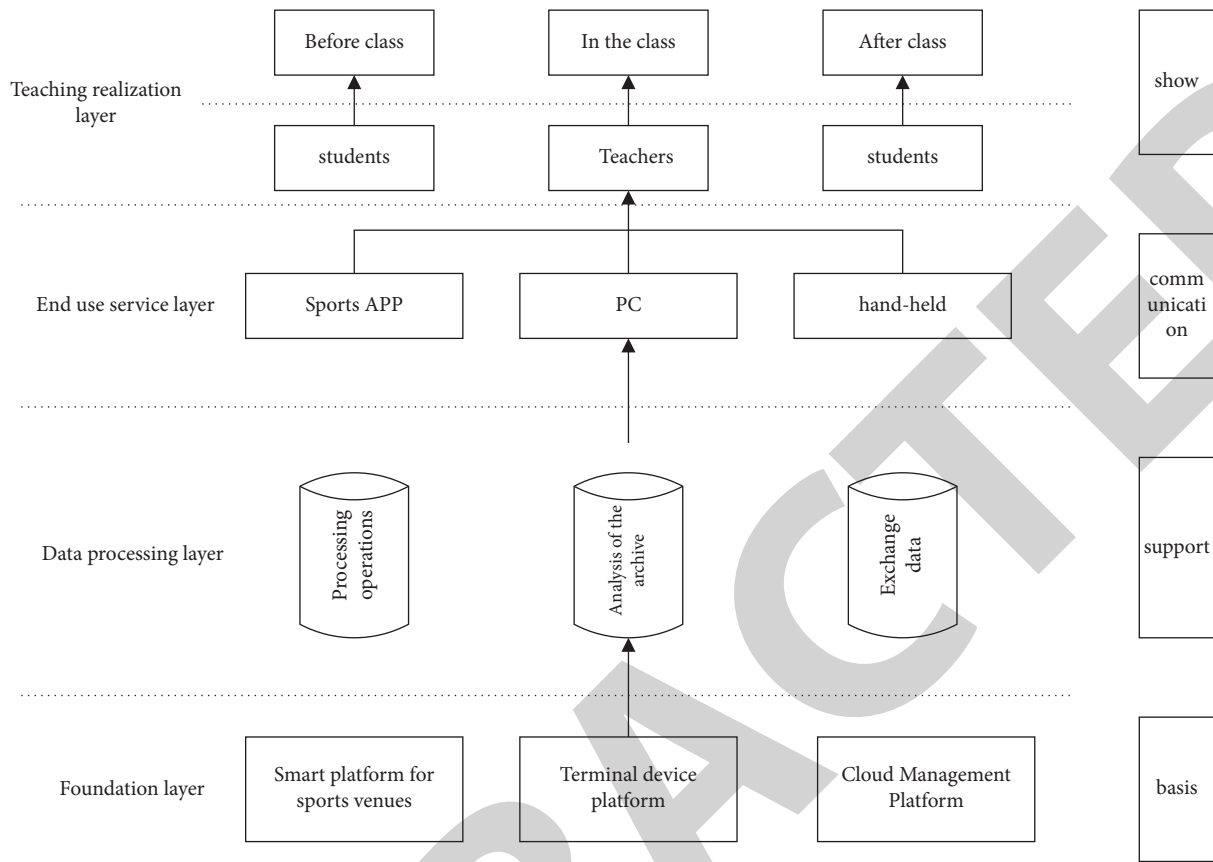 Before class
In the class
After class
Teaching realization
layer
show
students
Teachers
students
End use service layer
Sports APP
PC
hand-held
comm
unicati
on
Data processing layer
Processing
operations
Analysis of the
archive
Exchange
data
support
Foundation layer
Smart platform for
sports venues
Terminal device
platform
Cloud Management
Platform
basis
RACTED